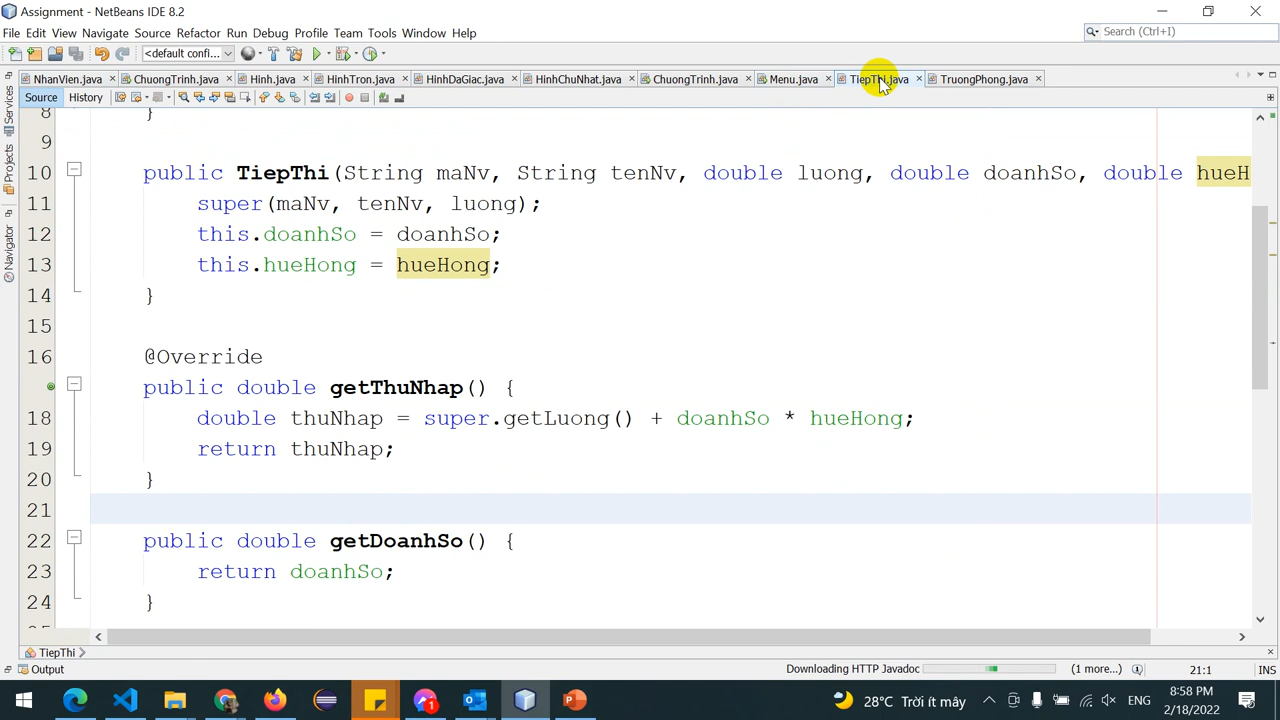 Assignment - NetBeans IDE 8.2
File Edit View Navigate Source Refactor Run Debug Profile Team Tools Window Help
Search (Ctrl+I)
<default confi...
NhanVien.java ChuongTrinh.java Hinh.java HinhTron.java HinhDaGiac.java HinhChuNhat.java ChuongTrinh.java Menu.java TiepThi.java TruongPhong.java
Source History
Services
Projects
Navigator
8 }
9
10 public TiepThi(String maNv, String tenNv, double luong, double doanhSo, double hueH
11 super(maNv, tenNv, luong);
12 this.doanhSo = doanhSo;
13 this.hueHong = hueHong;
14 }
15
16 @Override
public double getThuNhap() {
18 double thuNhap = super.getLuong() + doanhSo * hueHong;
19 return thuNhap;
20 }
21
22 public double getDoanhSo() {
23 return doanhSo;
24 }
TiepThi
Output
Downloading HTTP Javadoc (1 more...) 21:1 INS
1
28°C Trời ít mây
ENG
8:58 PM
2/18/2022